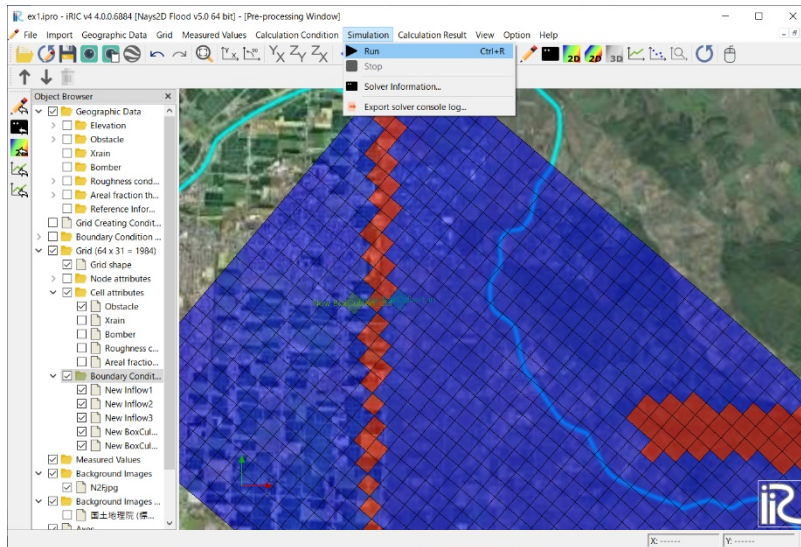 ex1.ipro - iRIC v4 4.0.0.6884 [Nays2D Flood v5.0 64 bit] - [Pre-processing Window]
File Import Geographic Data Grid Measured Values Calculation Condition Simulation Calculation Result View Option Help
Run Ctrl+R
Stop
Solver Information...
Export solver console log...
2D 2D 3D
Object Browser
Geographic Data
Elevation
Obstacle
Xrain
Bomber
Roughness cond...
Areal fraction th...
Reference Infor...
Grid Creating Condit...
Boundary Condition ...
Grid (64 x 31 = 1984)
Grid shape
Node attributes
Cell attributes
Obstacle
Xrain
Bomber
Roughness c...
Areal fractio...
Boundary Condit...
New Inflow1
New Inflow2
New Inflow3
New BoxCul...
New BoxCul...
Measured Values
Background Images
N2Fjpg
Background Images ...
国土地理院 (標...
Axes
iRIC
X: ------
Y: ------